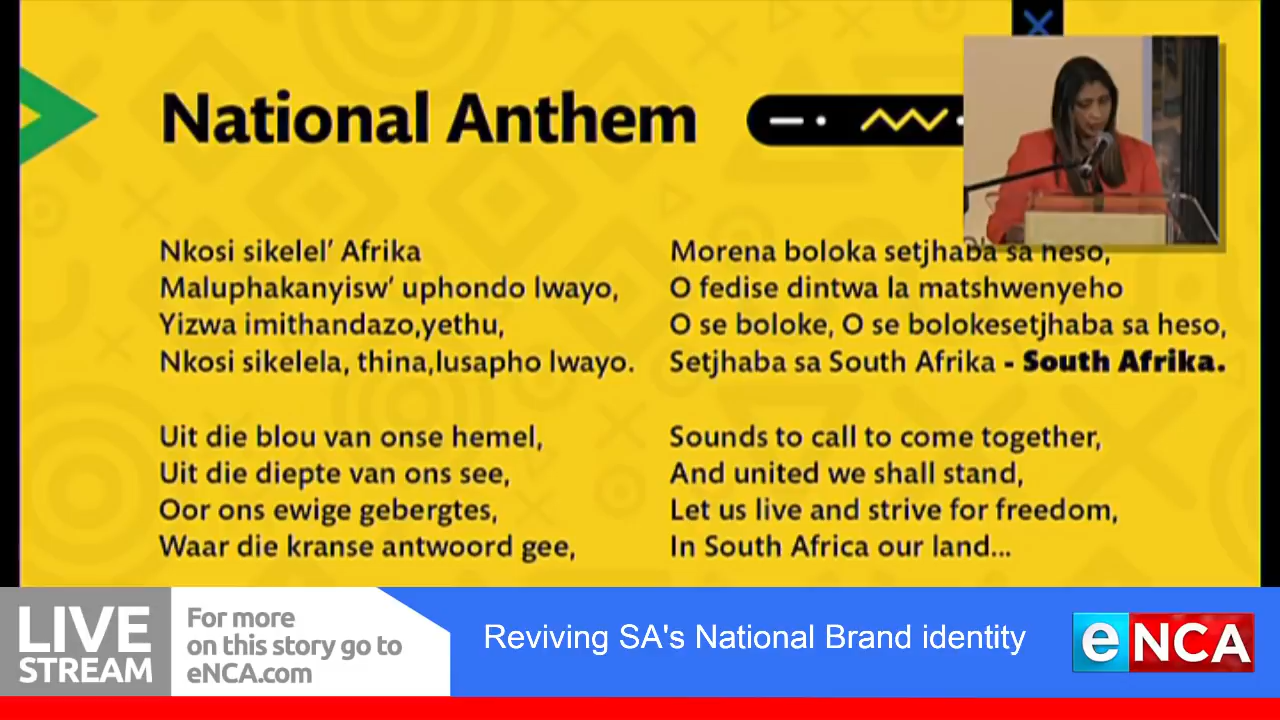 National Anthem
Nkosi sikelel' Afrika
Maluphakanyisw' uphondo lwayo,
Yizwa imithandazo,yethu,
Nkosi sikelela, thina,lusapho lwayo.
Uit die blou van onse hemel,
Uit die diepte van ons see,
Oor ons ewige gebergtes,
Waar die kranse antwoord gee,
Morena boloka setjhaba sa heso,
O fedise dintwa la matshwenyeho
O se boloke, O se bolokesetjhaba sa heso,
Setjhaba sa South Afrika - South Afrika.
Sounds to call to come together,
And united we shall stand,
Let us live and strive for freedom,
In South Africa our land...
LIVE
STREAM
For more
on this story go to
eNCA.com
Reviving SA's National Brand identity
eNCA